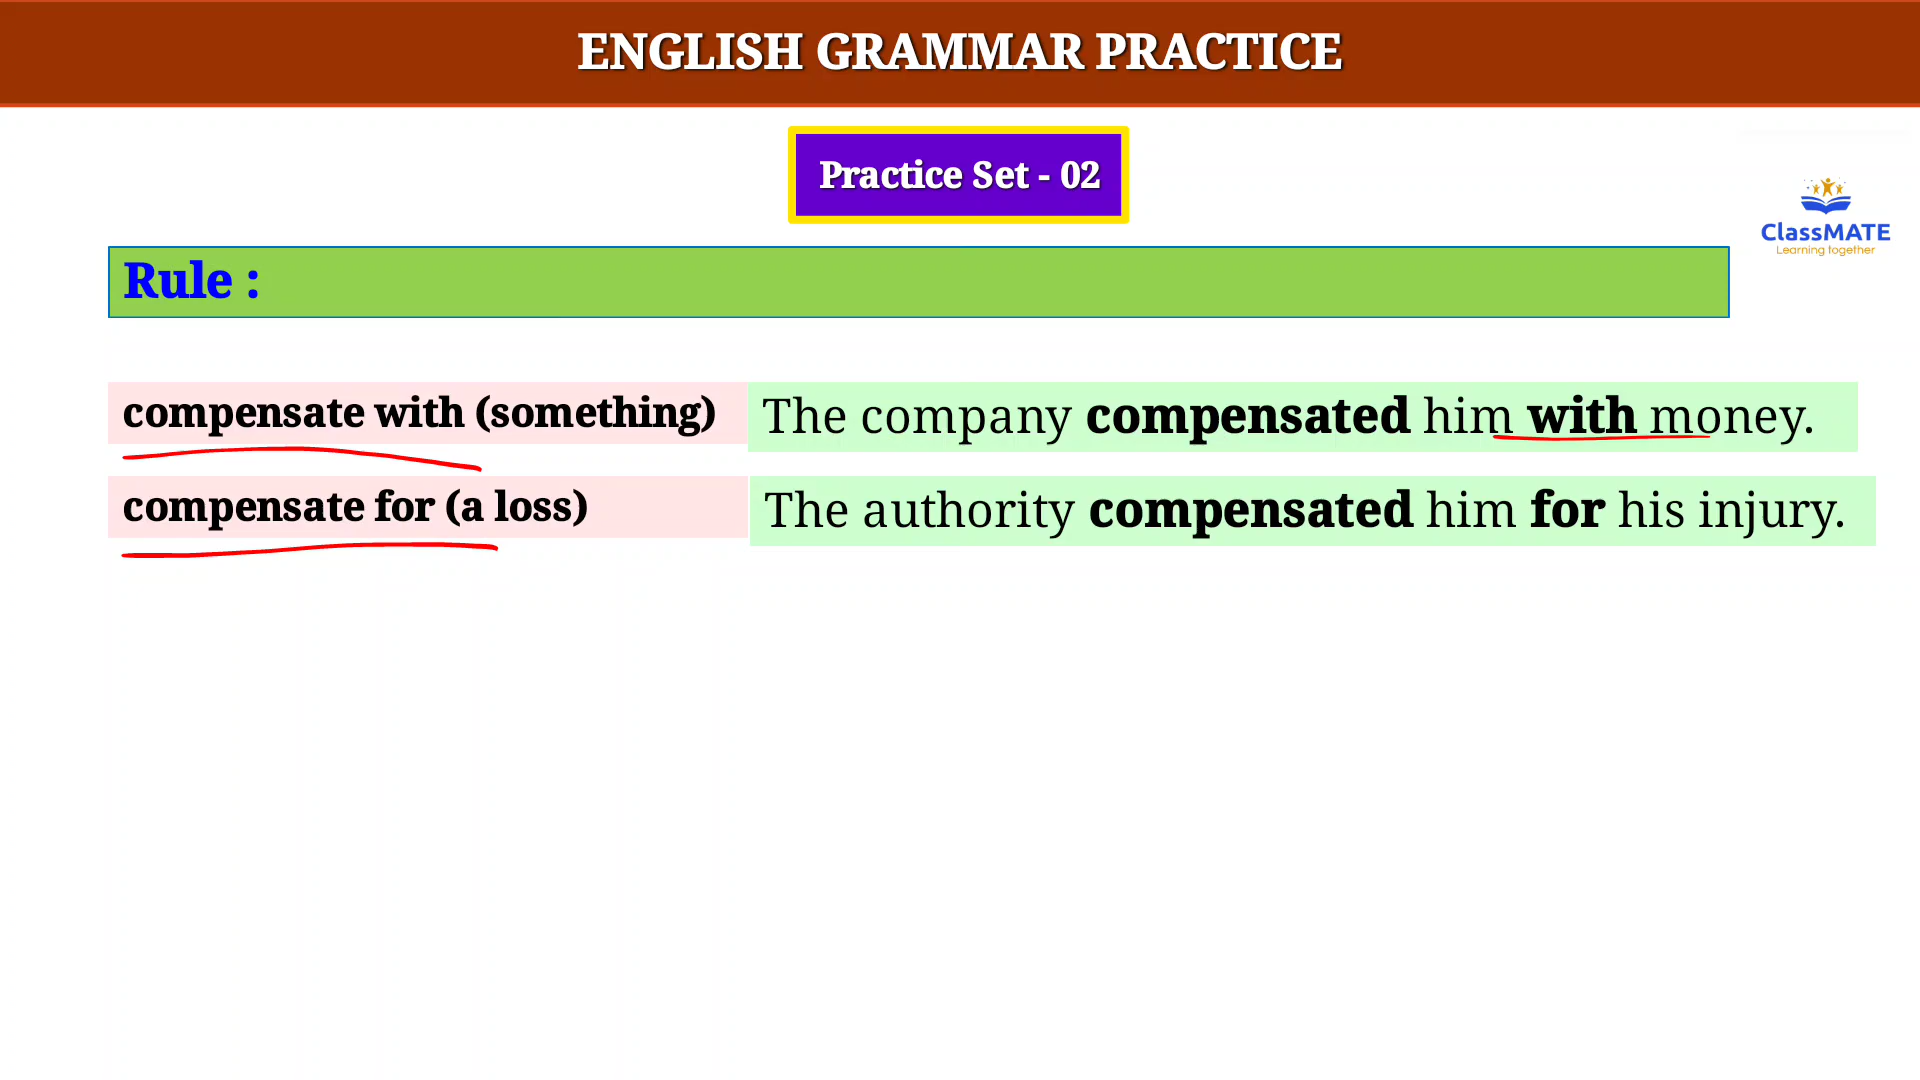 ENGLISH GRAMMAR PRACTICE
Practice Set - 02
ClassMATE
Learning together
Rule :
compensate with (something) The company compensated him with money.
compensate for (a loss) The authority compensated him for his injury.